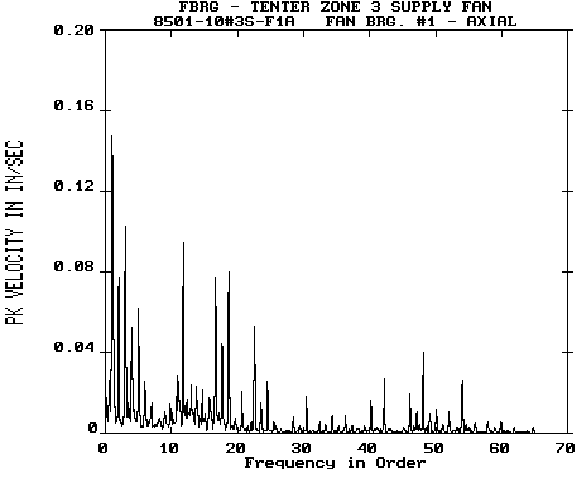 FBRG - TENTER ZONE 3 SUPPLY FAN
8501-10#3S-F1A FAN BRG. #1 - AXIAL
0.20
0.16
0.12
0.08
0.04
0
PK VELOCITY IN IN/SEC
0 10 20 30 40 50 60 70
Frequency in Order